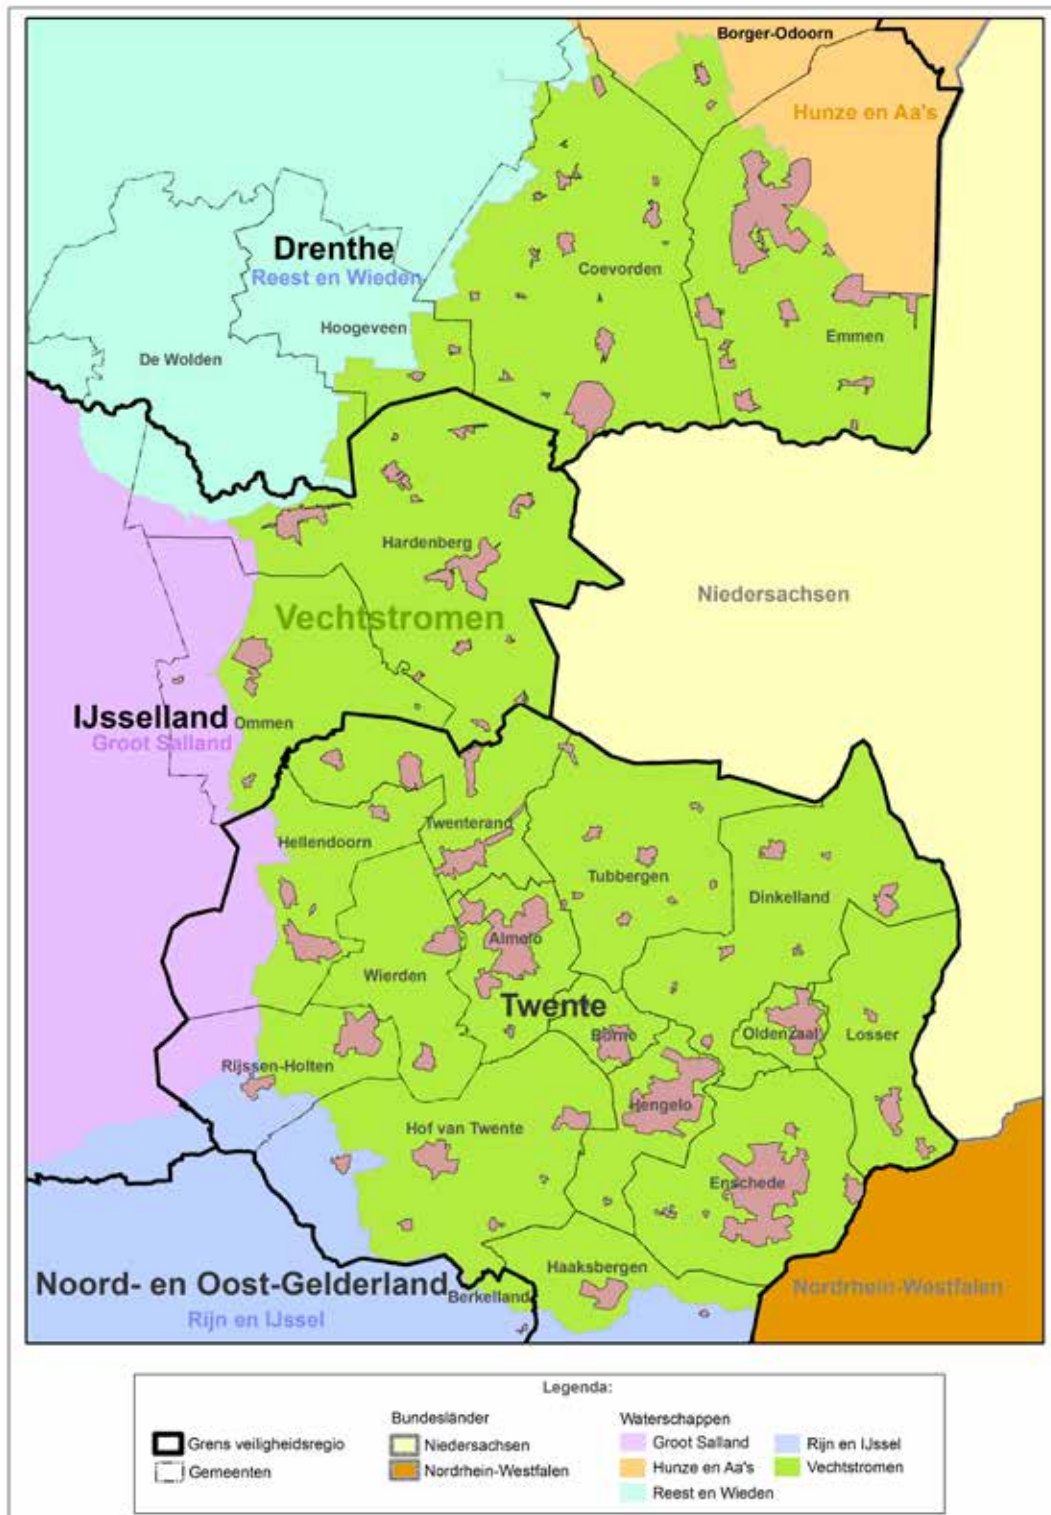 Borger-Odoorn
Hunze en Aa's
Drenthe
Reest en Wieden
Coevorden
Hoogeveen
De Wolden
Emmen
Hardenberg
Niedersachsen
Vechtstromen
IJsselland
Ommen
Groot Salland
Hellendoorn
Twenterand
Tubbergen
Dinkelland
Almelo
Wierden
Twente
Borne
Oldenzaal
Losser
Rijssen-Holten
Hengelo
Hof van Twente
Enschede
Haaksbergen
Noord- en Oost-Gelderland
Berkelland
Nordrhein-Westfalen
Rijn en IJssel
Legenda:
Grens veiligheidsregio
Gemeenten
Bundesländer
Niedersachsen
Nordrhein-Westfalen
Waterschappen
Groot Salland
Hunze en Aa's
Reest en Wieden
Rijn en IJssel
Vechtstromen